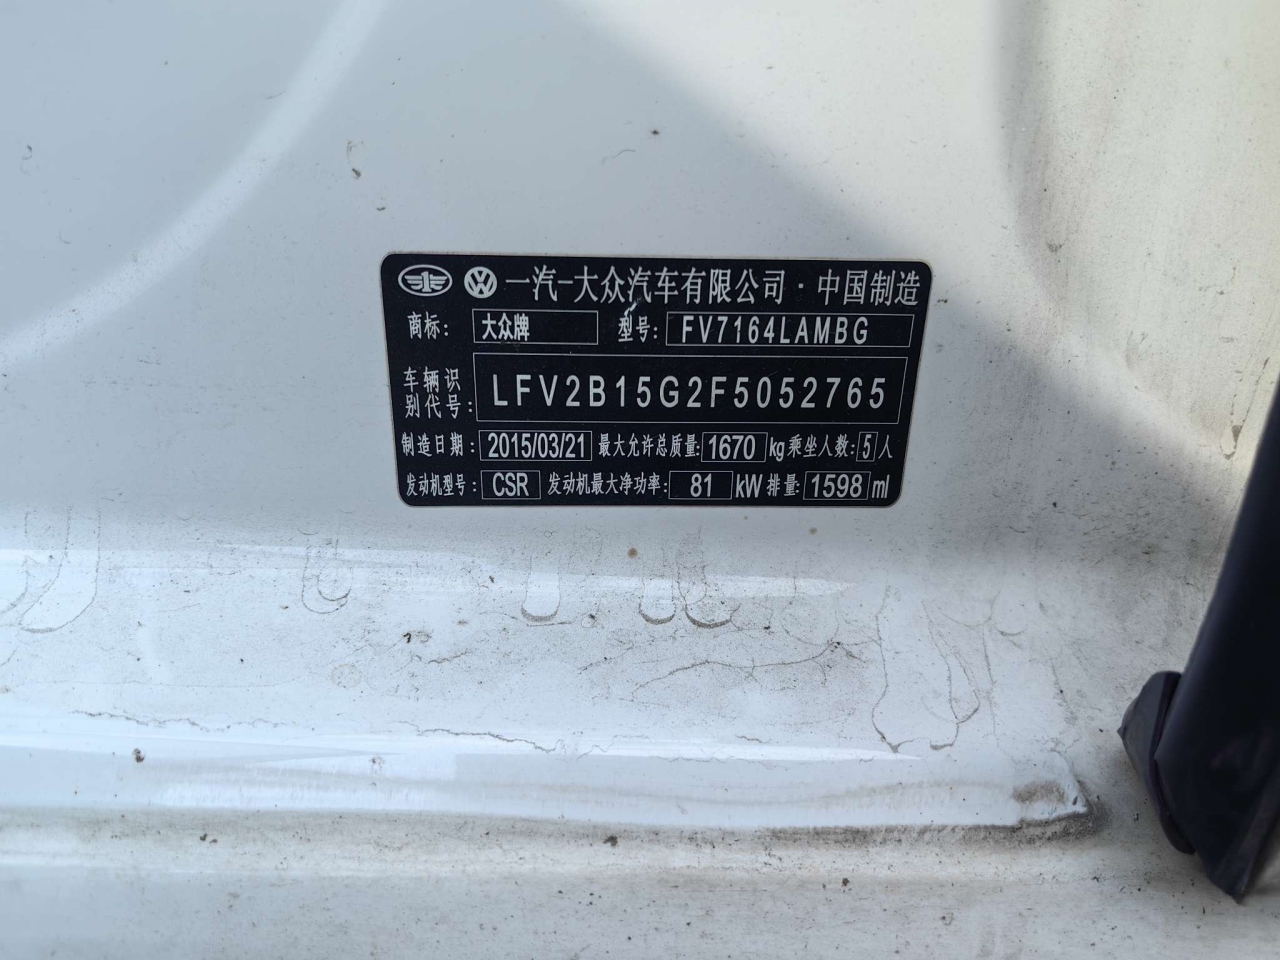 一汽-大众汽车有限公司·中国制造
商标: 大众牌 型号: FV7164LAMBG
车辆识别代号: LFV2B15G2F5052765
制造日期: 2015/03/21 最大允许总质量: 1670 kg 乘坐人数: 5 人
发动机型号: CSR 发动机最大净功率: 81 kW 排量: 1598 ml